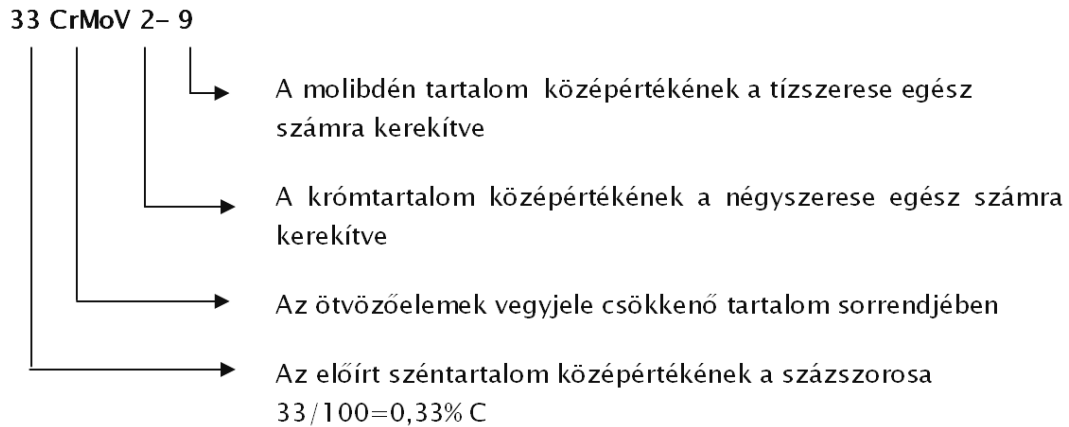 33 CrMoV 2– 9
A molibdén tartalom középértékének a tízszerese egész
számra kerekítve
A krómtartalom középértékének a négyszerese egész számra
kerekítve
Az ötvözőelemek vegyjele csökkenő tartalom sorrendjében
Az előírt széntartalom középértékének a százszorosa
33/100=0,33% C